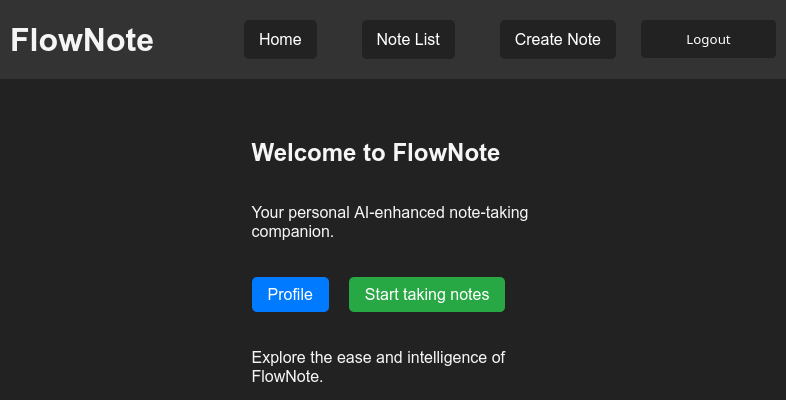 FlowNote
Home
Note List
Create Note
Logout
Welcome to FlowNote
Your personal AI-enhanced note-taking
companion.
Profile
Start taking notes
Explore the ease and intelligence of
FlowNote.